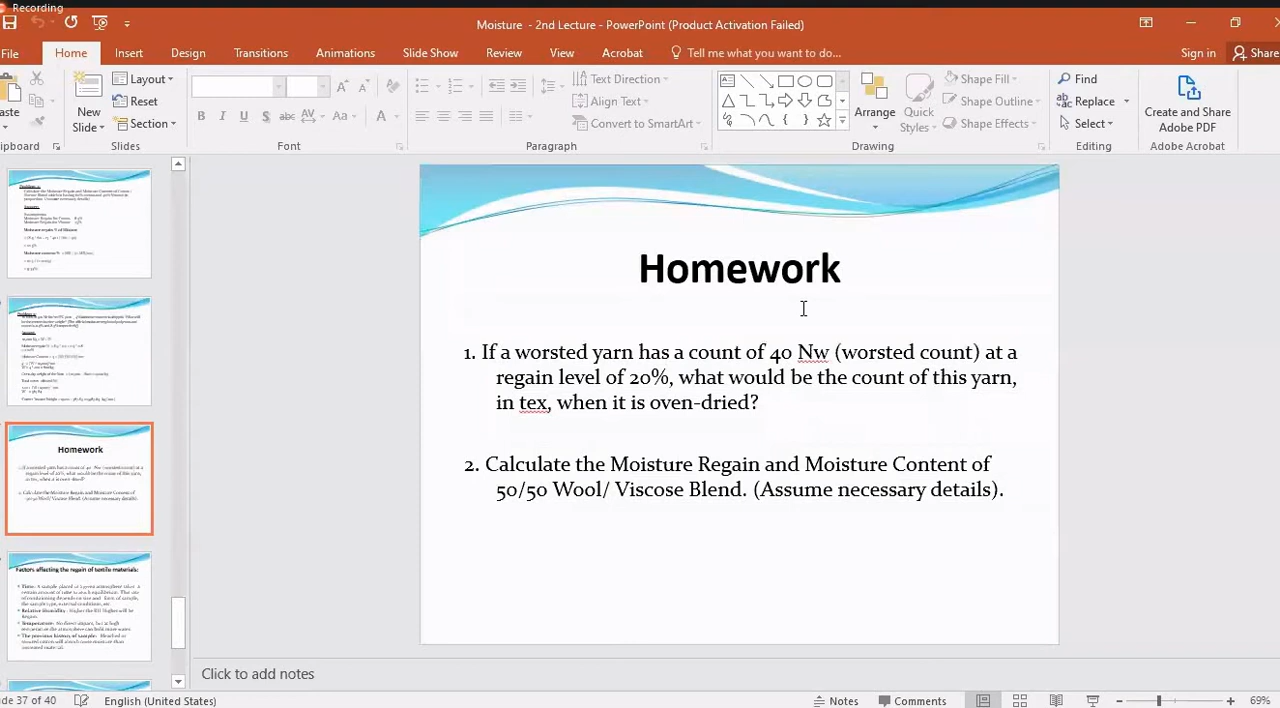 Recording
Moisture - 2nd Lecture - PowerPoint (Product Activation Failed)
File Home Insert Design Transitions Animations Slide Show Review View Acrobat Tell me what you want to do... Sign in Share
aste
New
Slide
Layout
Reset
Section
Text Direction
Align Text
Convert to SmartArt
Arrange
Quick
Styles
Shape Fill
Shape Outline
Shape Effects
Find
Replace
Select
Create and Share
Adobe PDF
ipboard Slides Font Paragraph Drawing Editing Adobe Acrobat
Homework
Factors affecting the regain of textile materials:
Homework
1. If a worsted yarn has a count of 40 Nw (worsted count) at a
regain level of 20%, what would be the count of this yarn,
in tex, when it is oven-dried?
2. Calculate the Moisture Regain and Moisture Content of
50/50 Wool/ Viscose Blend. (Assume necessary details).
Click to add notes
de 37 of 40 English (United States) Notes Comments 69%